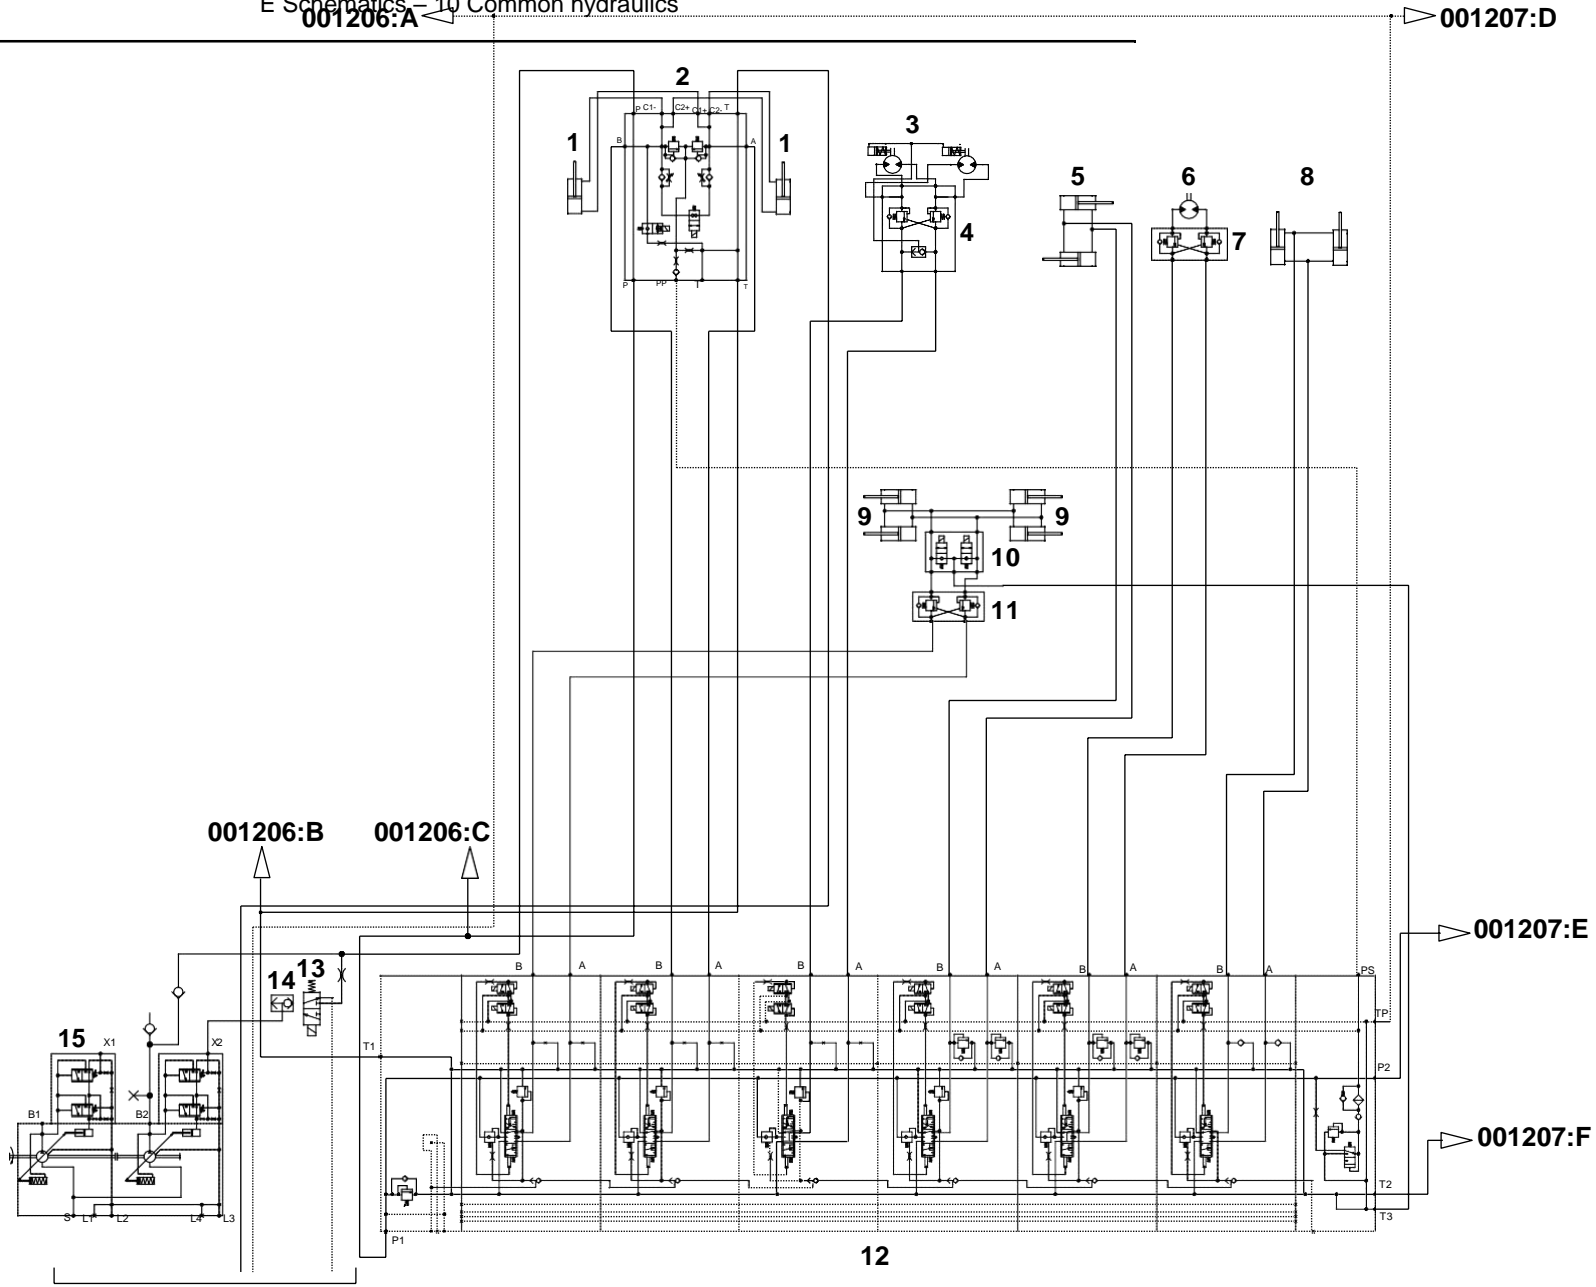 E Schematics – 10 Common hydraulics
001206:A
001207:D
2
P C1- C2+ C1+ C2- T
3
1 1
B A
5 6 8
4 7
P PP T T
9 9
10
11
001206:B 001206:C
001207:E
14 13
B A B A B A B A B A B A PS
TP
15
X1 X2
T1
P2
B1 B2
001207:F
T2
S L1 L2 L4 L3
T3
P1
12